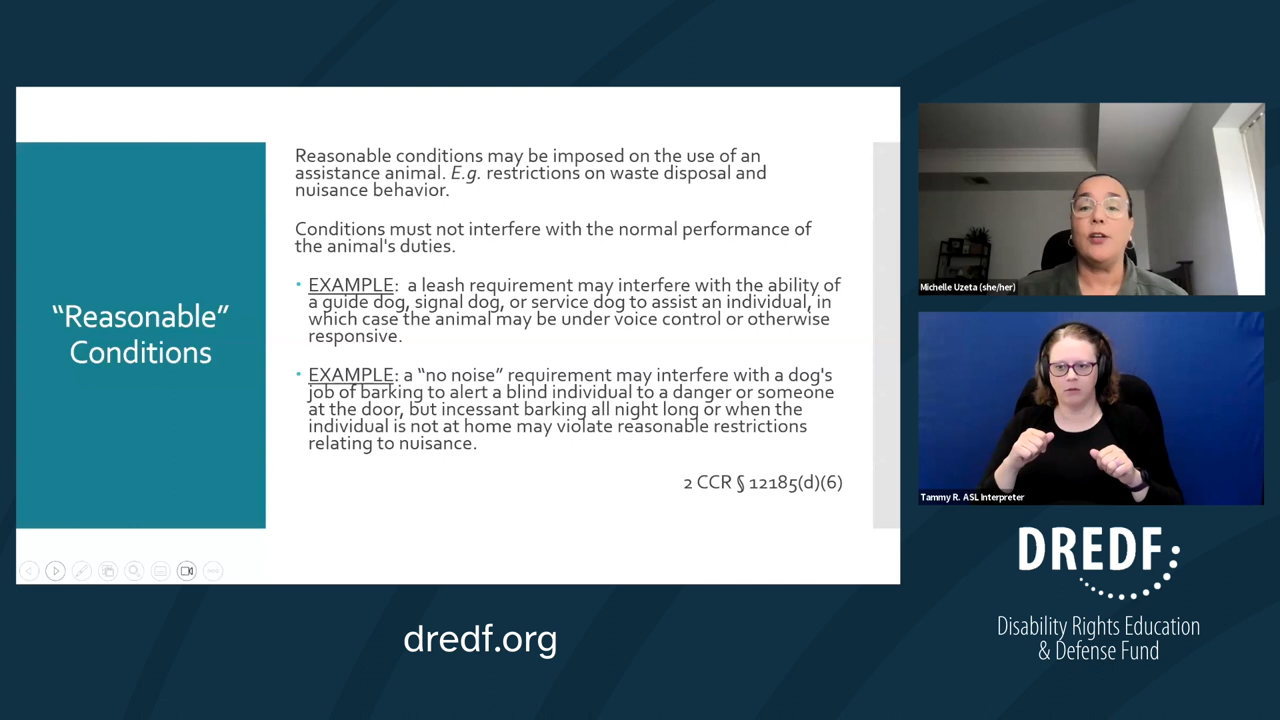 “Reasonable”
Conditions
Reasonable conditions may be imposed on the use of an
assistance animal. E.g. restrictions on waste disposal and
nuisance behavior.
Conditions must not interfere with the normal performance of
the animal's duties.
• EXAMPLE:  a leash requirement may interfere with the ability of
a guide dog, signal dog, or service dog to assist an individual, in
which case the animal may be under voice control or otherwise
responsive.
• EXAMPLE: a “no noise” requirement may interfere with a dog's
job of barking to alert a blind individual to a danger or someone
at the door, but incessant barking all night long or when the
individual is not at home may violate reasonable restrictions
relating to nuisance.
2 CCR § 12185(d)(6)
Michelle Uzeta (she/her)
Tammy R. ASL Interpreter
DREDF
Disability Rights Education
& Defense Fund
dredf.org